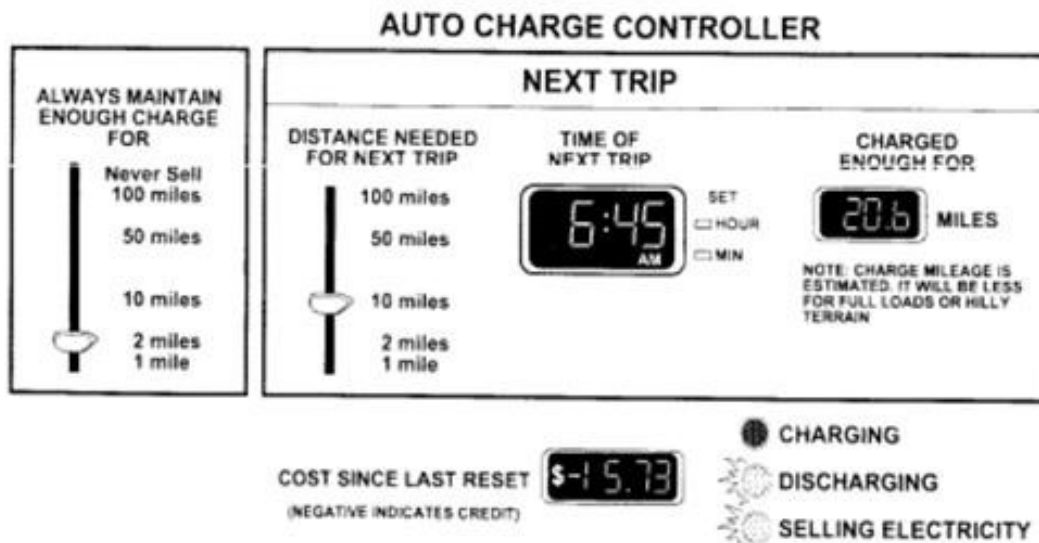 AUTO CHARGE CONTROLLER
ALWAYS MAINTAIN
ENOUGH CHARGE
FOR
Never Sell
100 miles
50 miles
10 miles
2 miles
1 mile
NEXT TRIP
DISTANCE NEEDED
FOR NEXT TRIP
100 miles
50 miles
10 miles
2 miles
1 mile
TIME OF
NEXT TRIP
6:45
AM
SET
HOUR
MIN
CHARGED
ENOUGH FOR
20.6 MILES
NOTE: CHARGE MILEAGE IS
ESTIMATED. IT WILL BE LESS
FOR FULL LOADS OR HILLY
TERRAIN
COST SINCE LAST RESET
(NEGATIVE INDICATES CREDIT)
$-15.73
CHARGING
DISCHARGING
SELLING ELECTRICITY